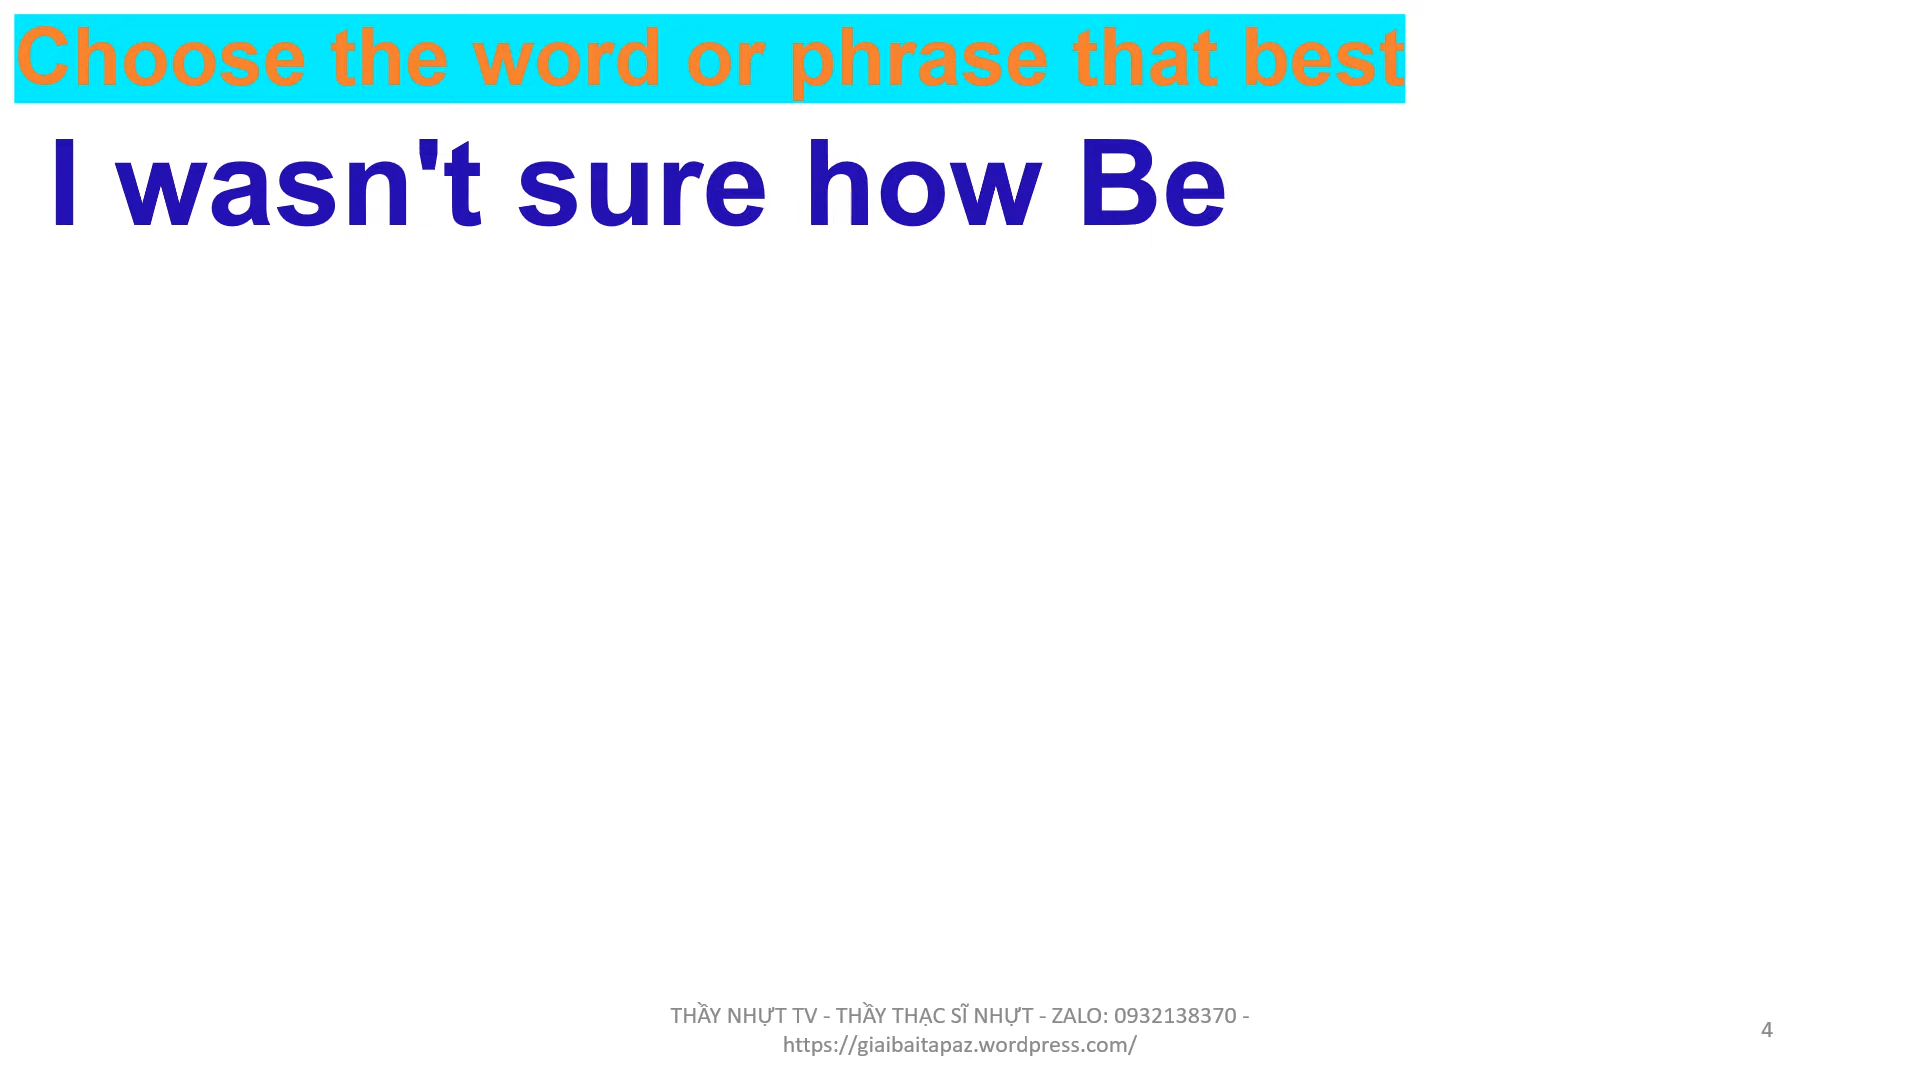 Choose the word or phrase that best
I wasn't sure how Be
THẦY NHỰT TV - THẦY THẠC SĨ NHỰT - ZALO: 0932138370 -
https://giaibaitapaz.wordpress.com/
4